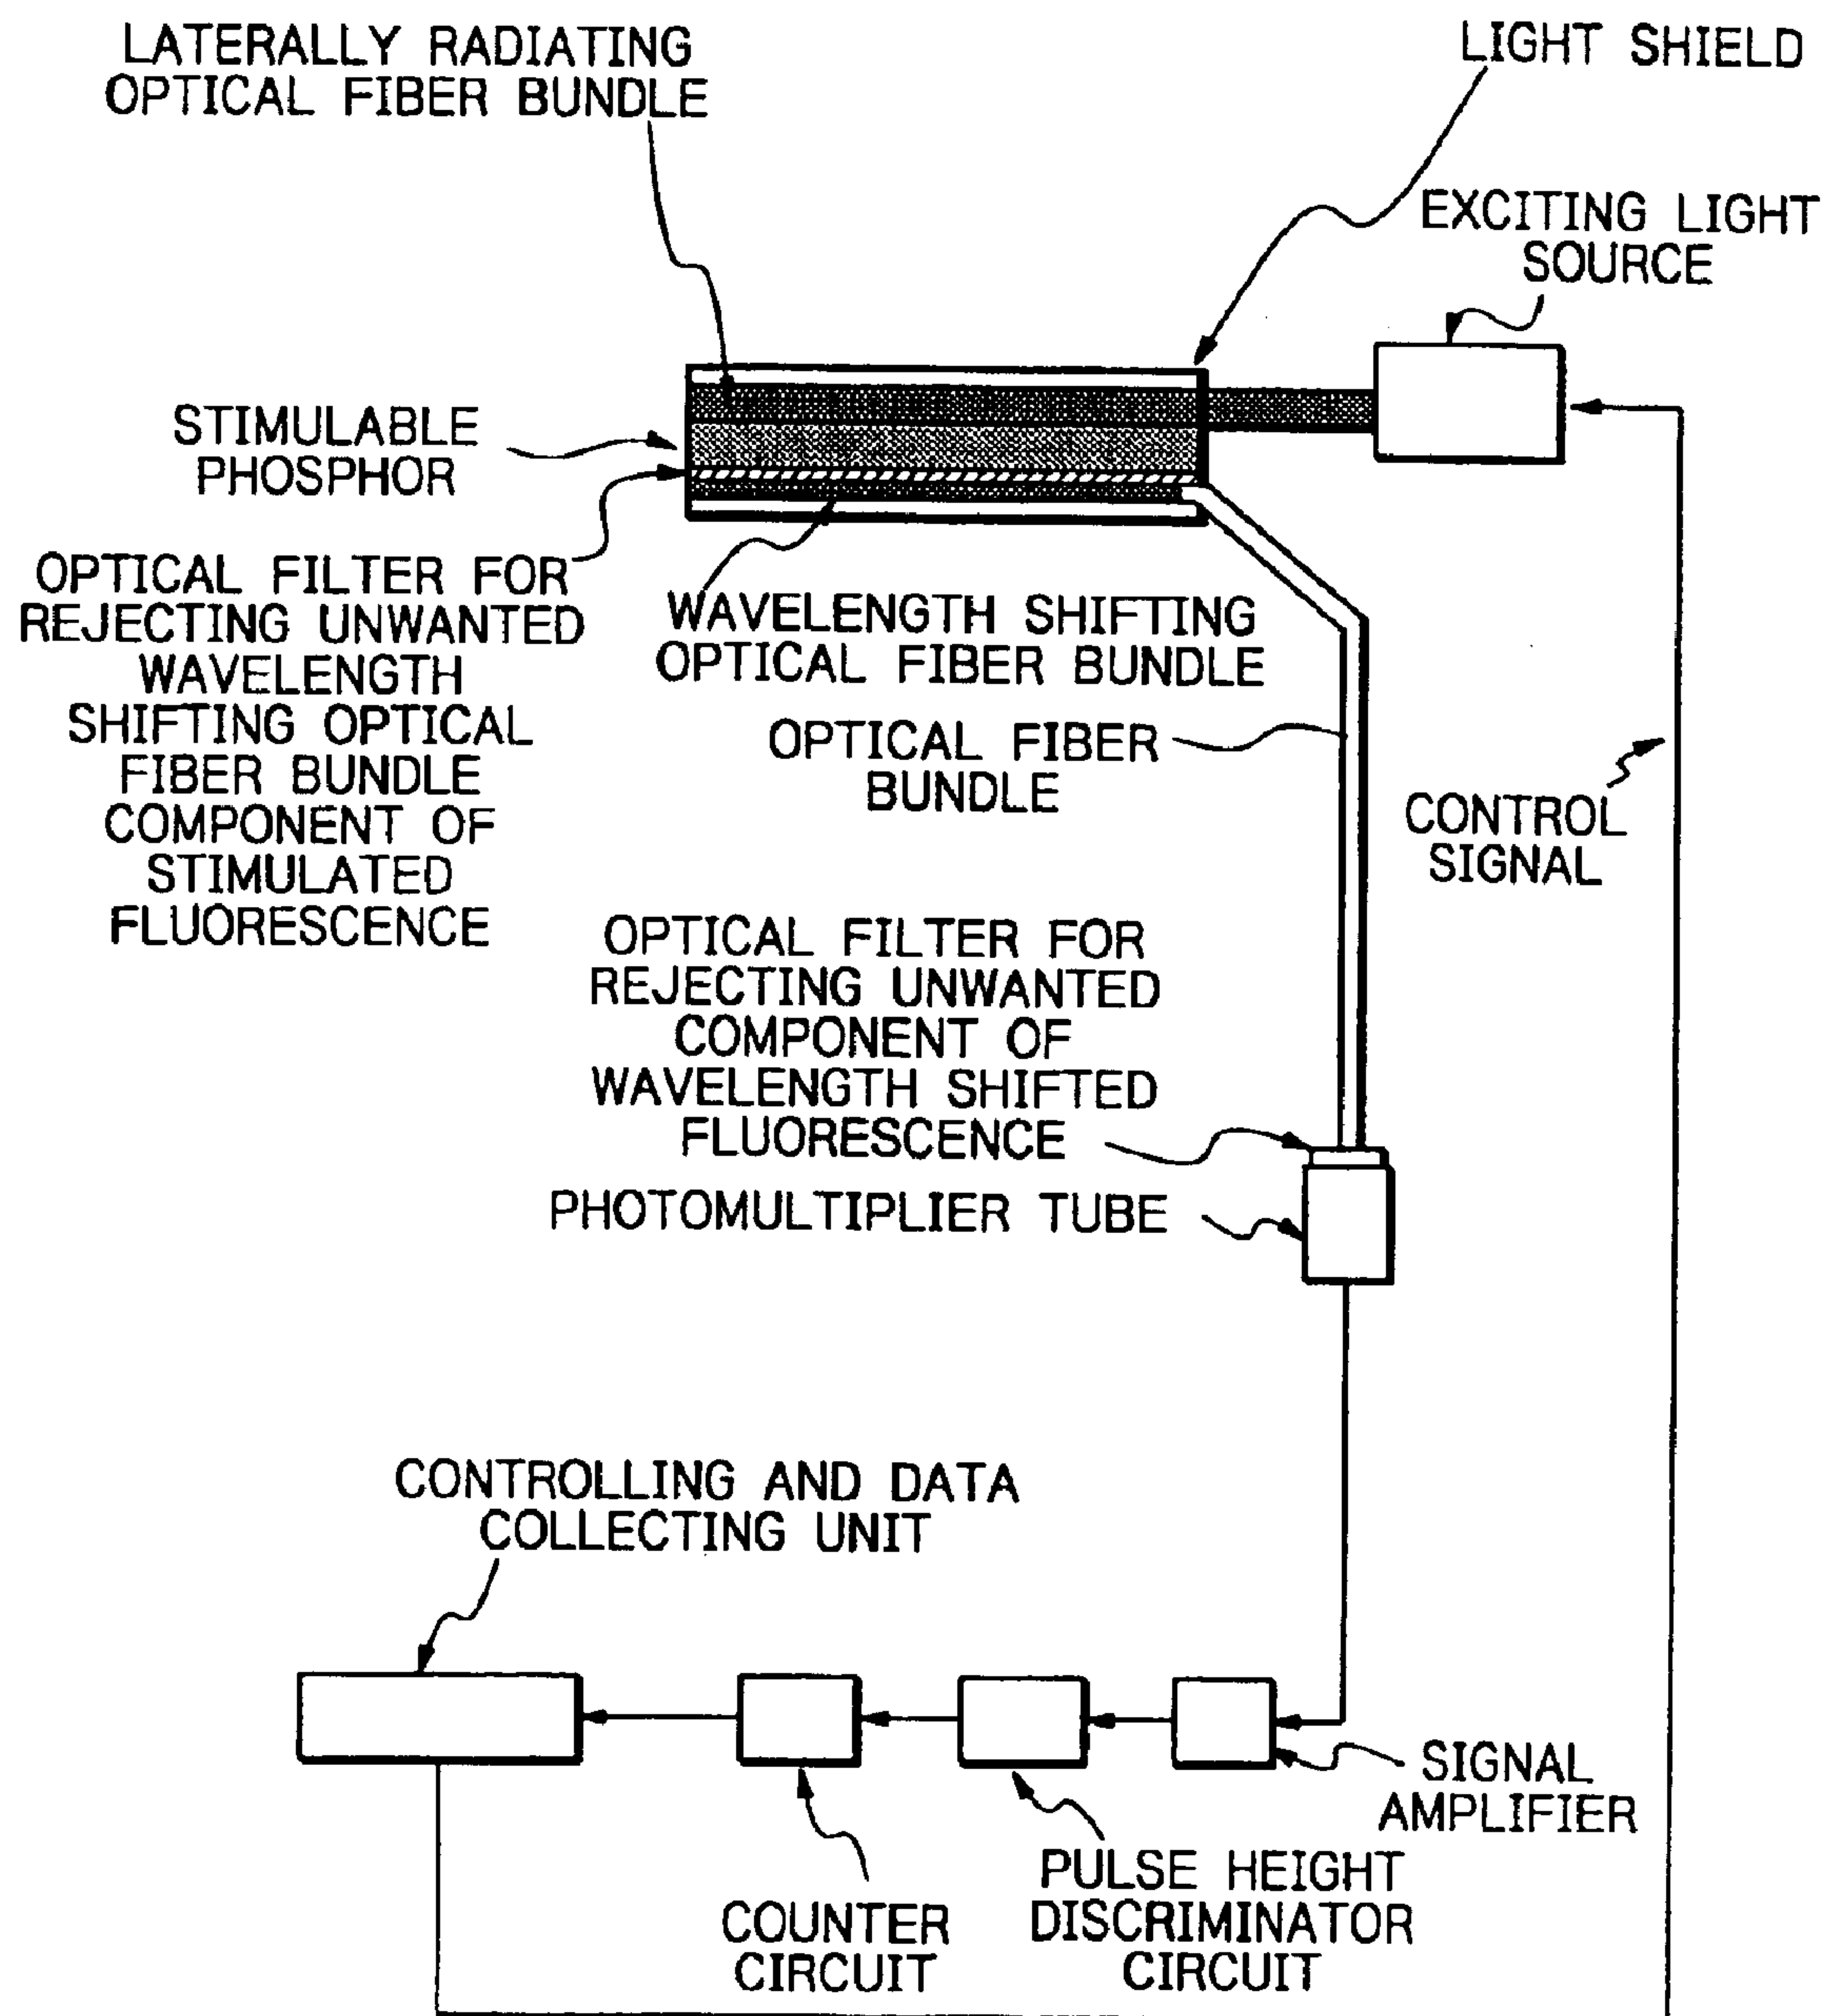 LATERALLY RADIATING
OPTICAL FIBER BUNDLE
LIGHT SHIELD
EXCITING LIGHT
SOURCE
STIMULABLE
PHOSPHOR
OPTICAL FILTER FOR
REJECTING UNWANTED
WAVELENGTH
SHIFTING OPTICAL
FIBER BUNDLE
COMPONENT OF
STIMULATED
FLUORESCENCE
WAVELENGTH SHIFTING
OPTICAL FIBER BUNDLE
OPTICAL FIBER
BUNDLE
CONTROL
SIGNAL
OPTICAL FILTER FOR
REJECTING UNWANTED
COMPONENT OF
WAVELENGTH SHIFTED
FLUORESCENCE
PHOTOMULTIPLIER TUBE
CONTROLLING AND DATA
COLLECTING UNIT
SIGNAL
AMPLIFIER
PULSE HEIGHT
DISCRIMINATOR
CIRCUIT
COUNTER
CIRCUIT